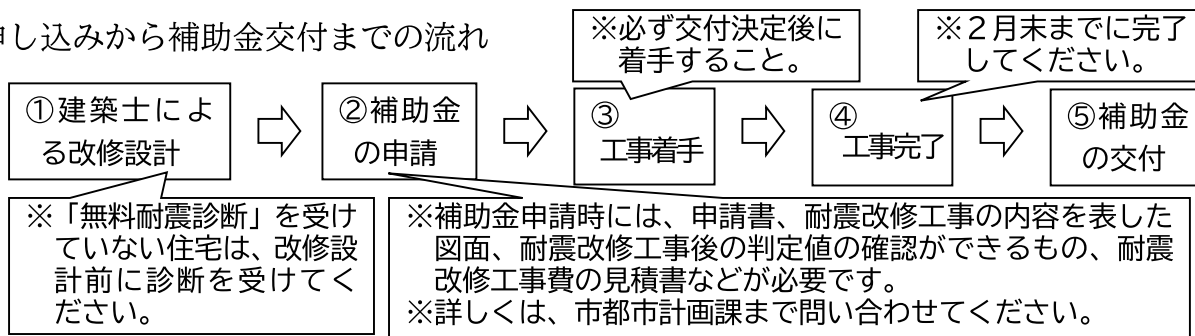 し込みから補助金交付までの流れ
※必ず交付決定後に
着手すること。
※２月末までに完了
してください。
①建築士によ
る改修設計
②補助金
の申請
③
工事着手
④
工事完了
⑤補助金
の交付
※「無料耐震診断」を受け
ていない住宅は、改修設
計前に診断を受けてく
ださい。
※補助金申請時には、申請書、耐震改修工事の内容を表した
図面、耐震改修工事後の判定値の確認ができるもの、耐震
改修工事費の見積書などが必要です。
※詳しくは、市都市計画課まで問い合わせてください。